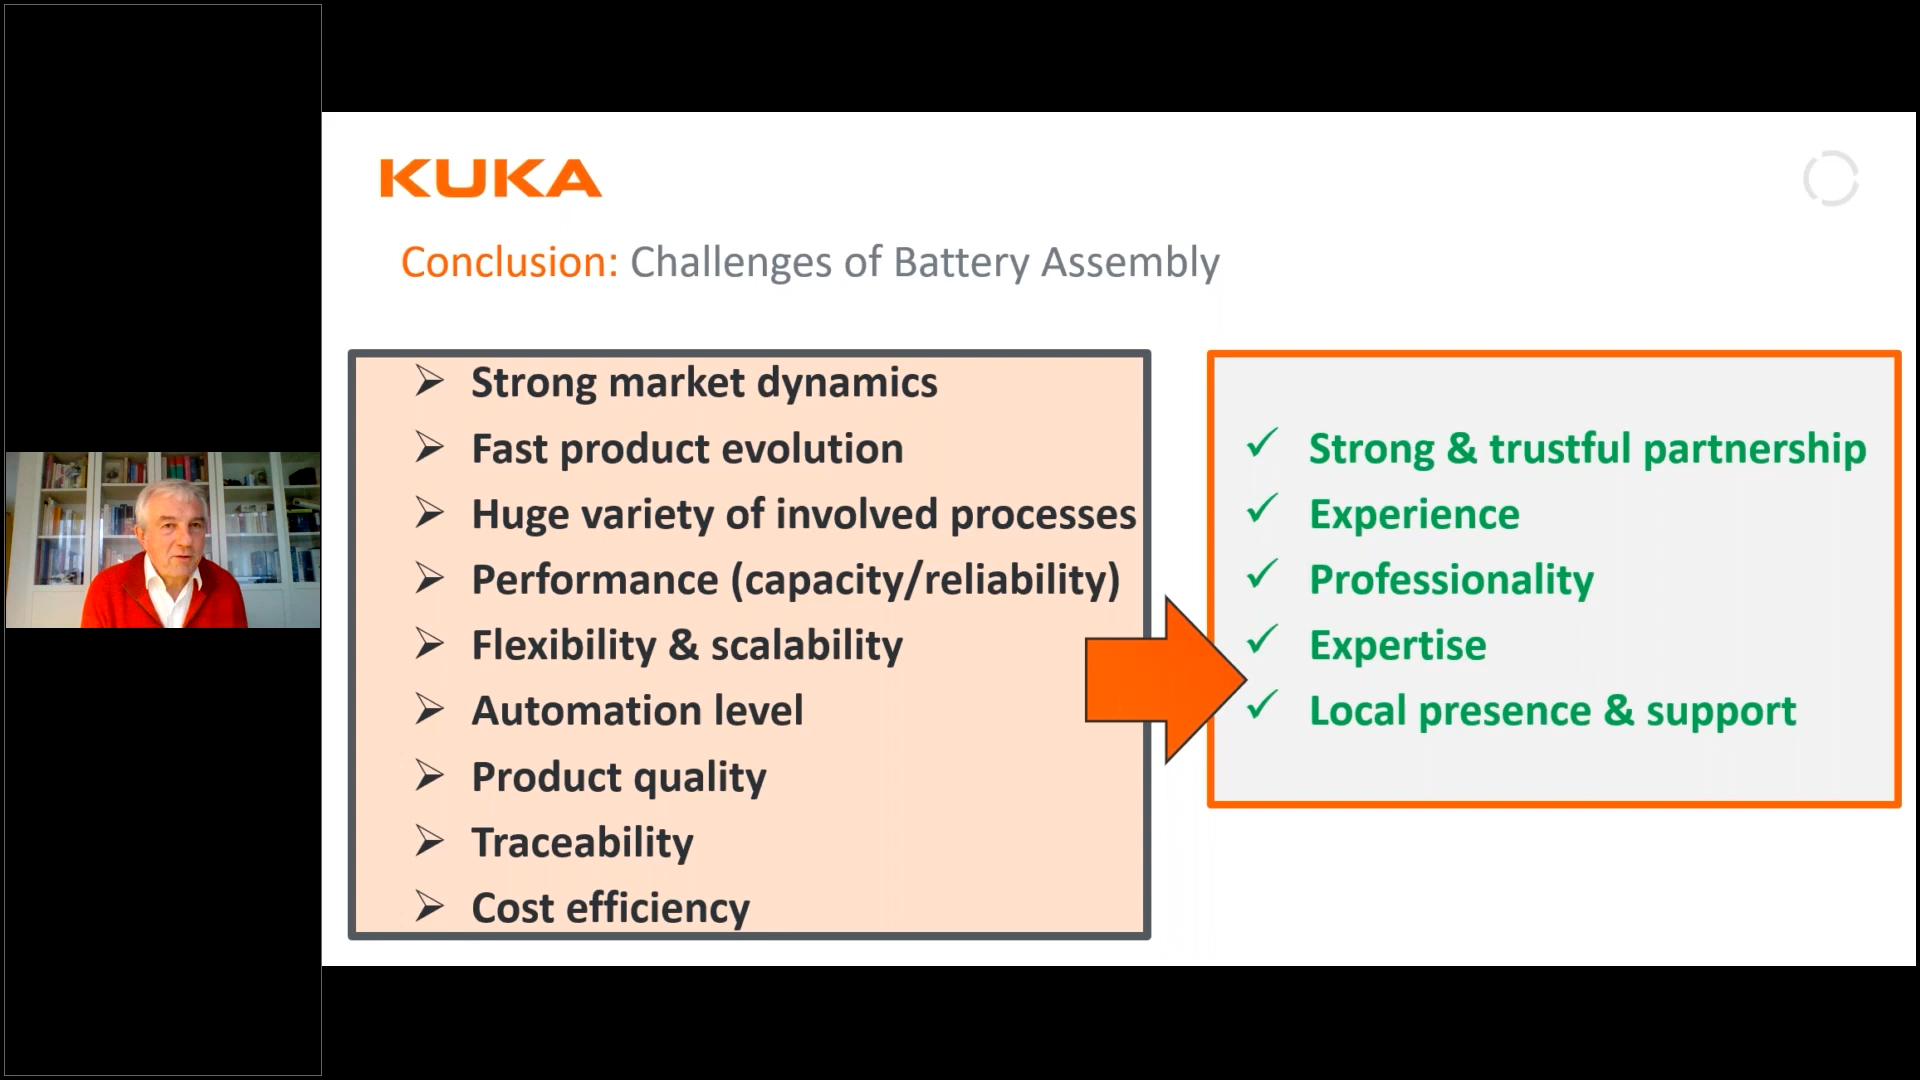 KUKA
Conclusion: Challenges of Battery Assembly
Strong market dynamics
Fast product evolution
Huge variety of involved processes
Performance (capacity/reliability)
Flexibility & scalability
Automation level
Product quality
Traceability
Cost efficiency
Strong & trustful partnership
Experience
Professionality
Expertise
Local presence & support